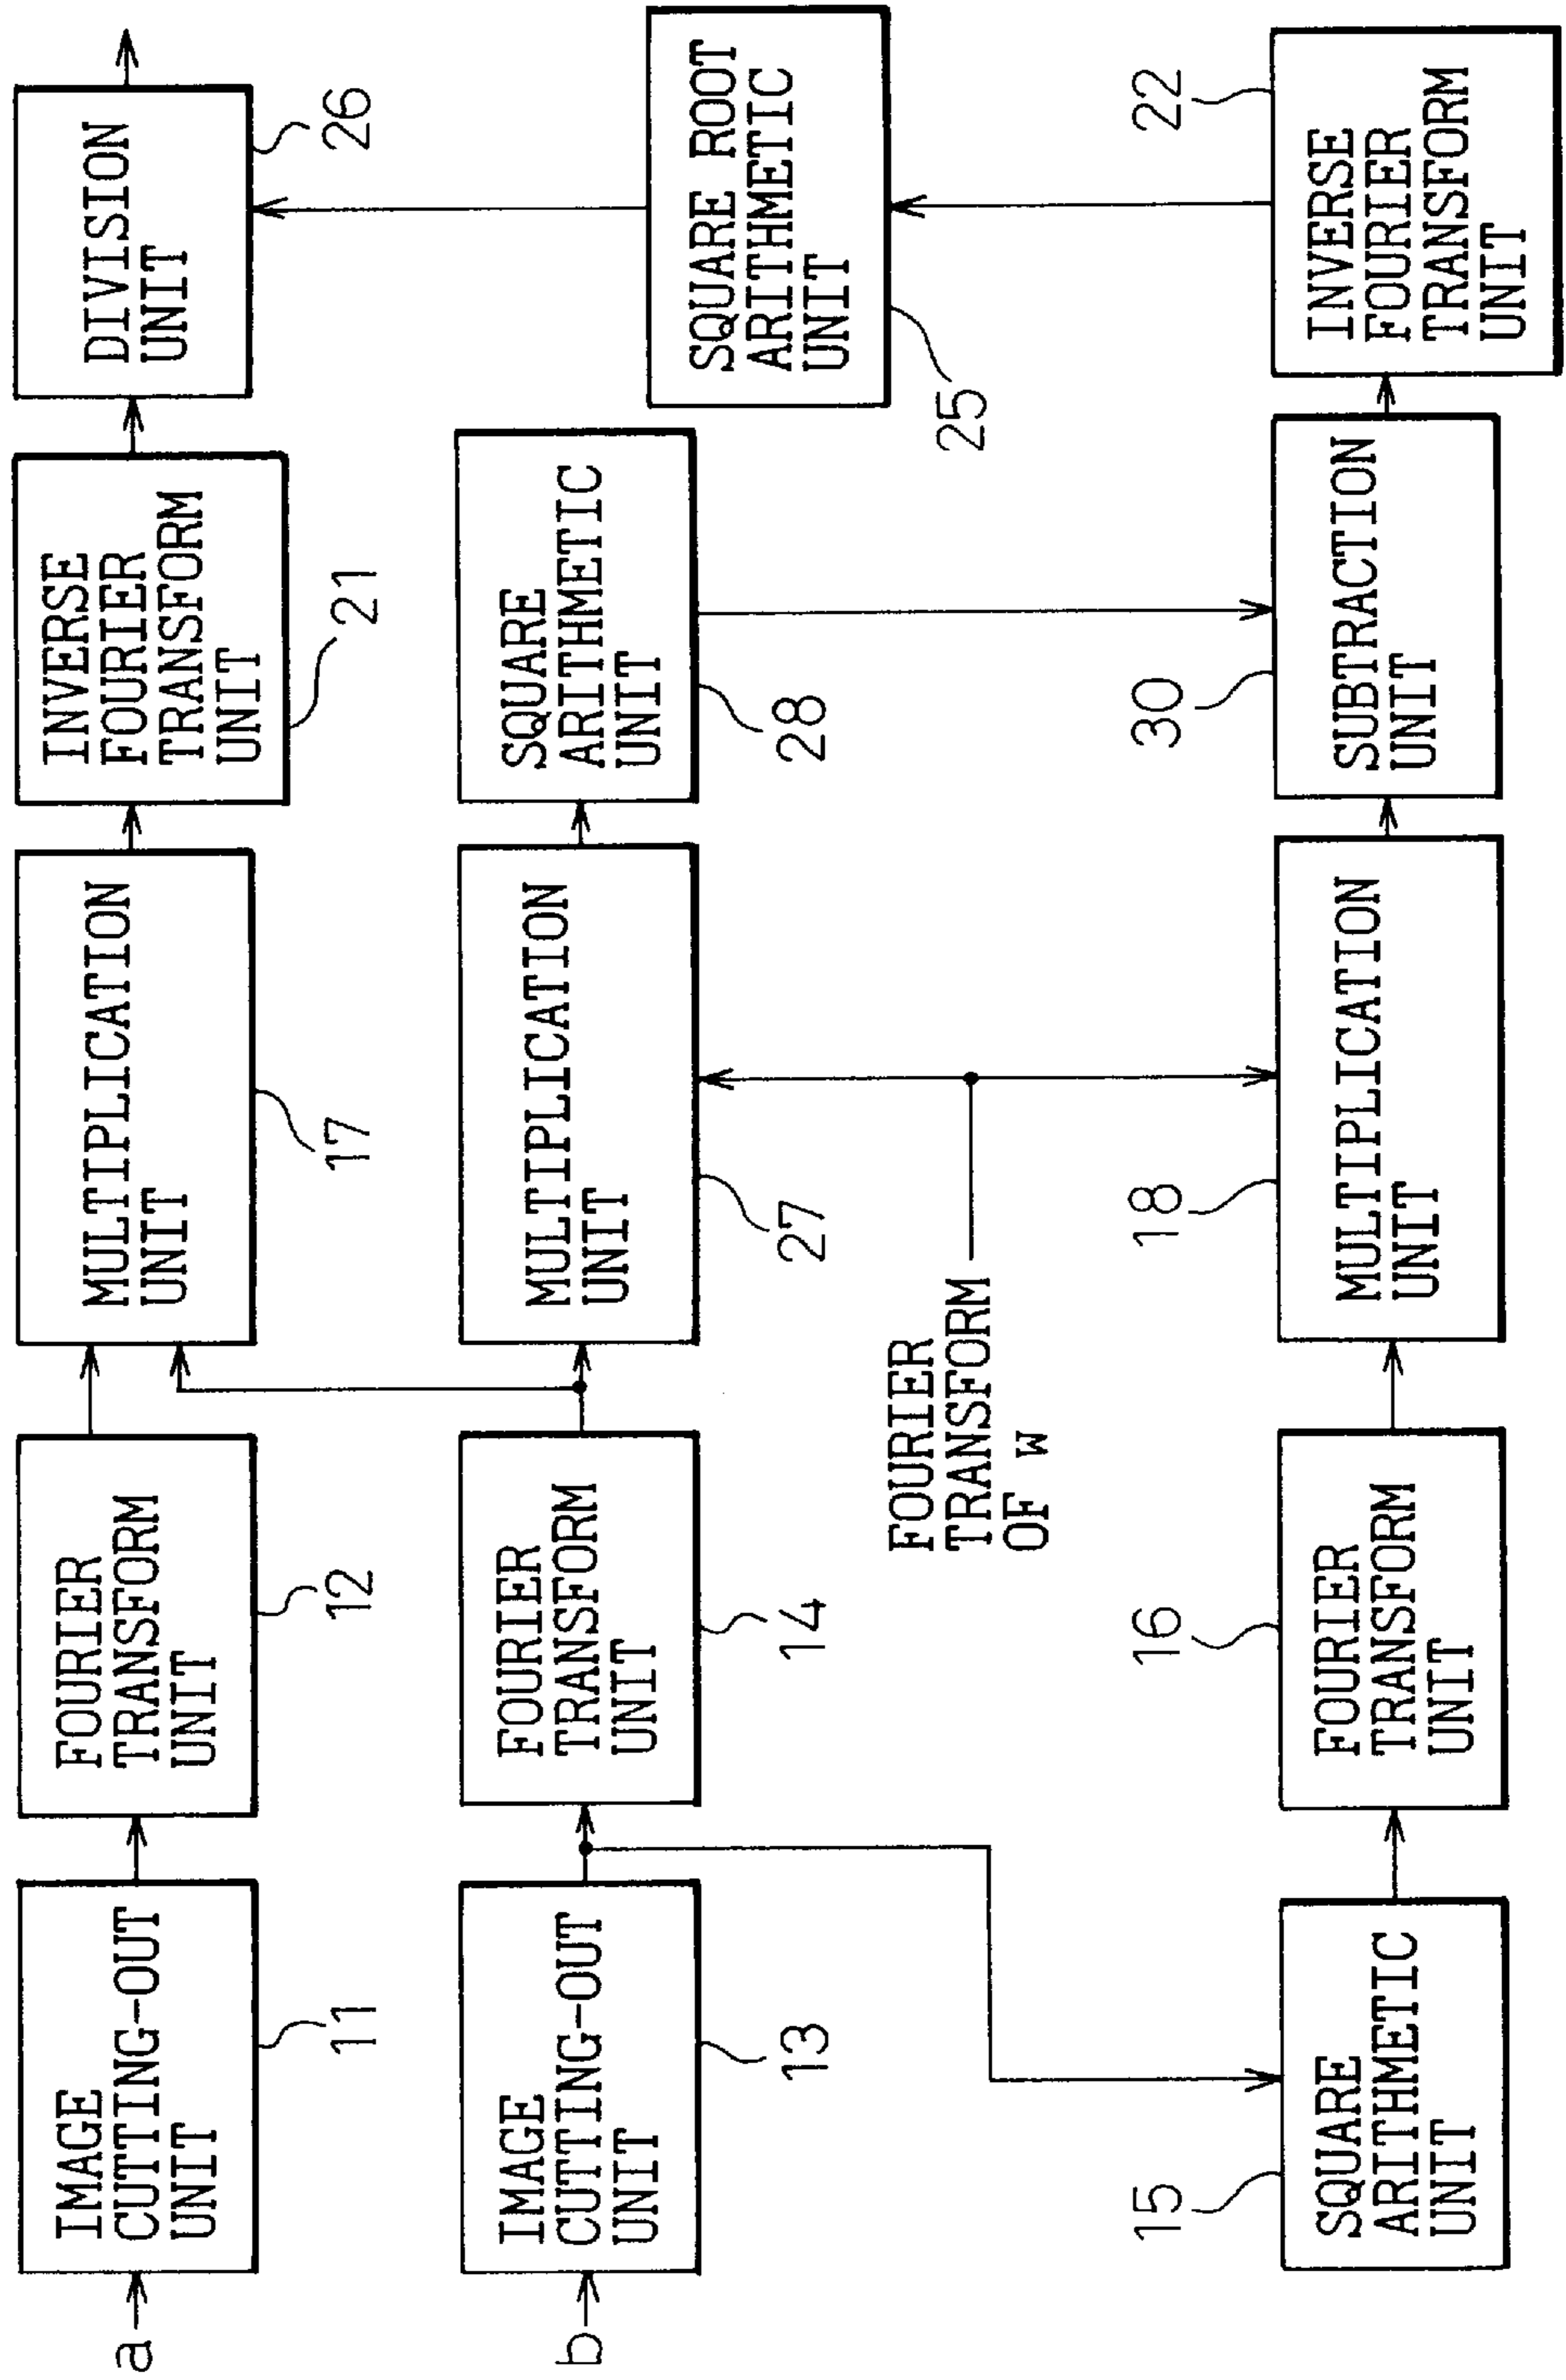 a
IMAGE
CUTTING-OUT
UNIT
11
FOURIER
TRANSFORM
UNIT
12
MULTIPLICATION
UNIT
17
INVERSE
FOURIER
TRANSFORM
UNIT
21
DIVISION
UNIT
26
b
IMAGE
CUTTING-OUT
UNIT
13
FOURIER
TRANSFORM
UNIT
14
MULTIPLICATION
UNIT
27
SQUARE
ARITHMETIC
UNIT
28
SQUARE ROOT
ARITHMETIC
UNIT
25
FOURIER
TRANSFORM
OF w
15
SQUARE
ARITHMETIC
UNIT
16
FOURIER
TRANSFORM
UNIT
18
MULTIPLICATION
UNIT
30
SUBTRACTION
UNIT
22
INVERSE
FOURIER
TRANSFORM
UNIT